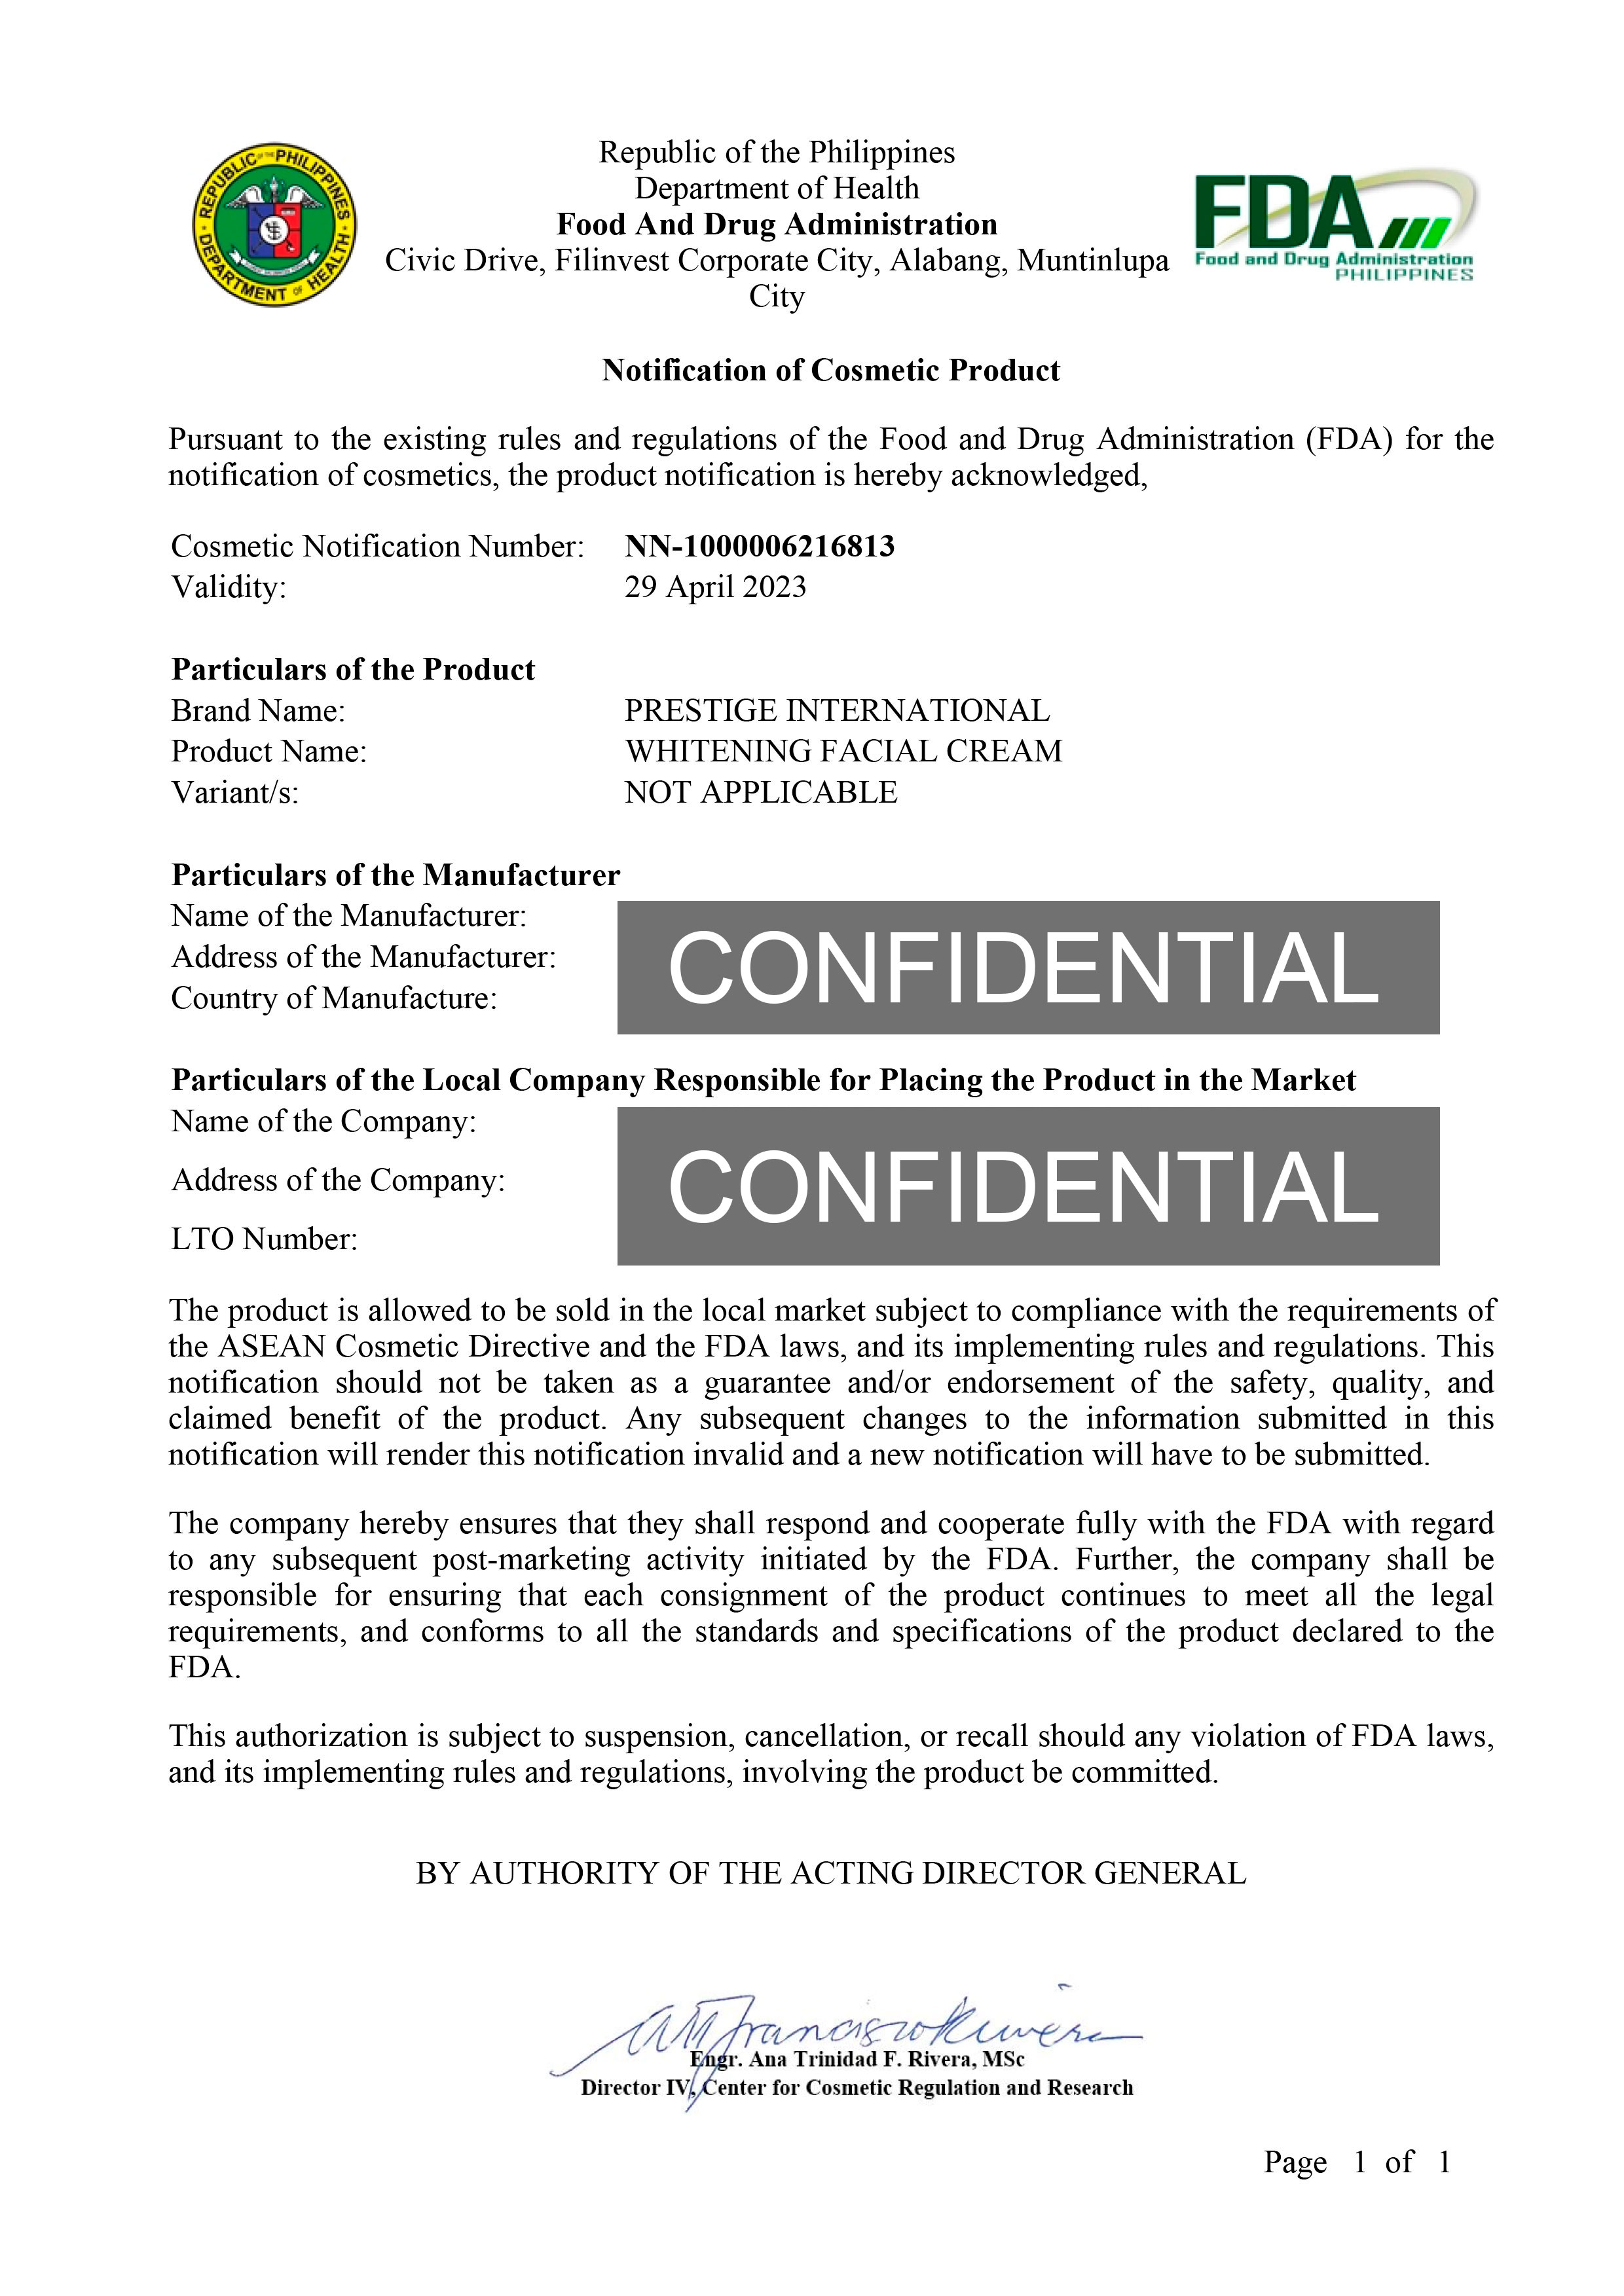 REPUBLIC OF THE PHILIPPINES
DEPARTMENT OF HEALTH
Republic of the Philippines
Department of Health
Food And Drug Administration
Civic Drive, Filinvest Corporate City, Alabang, Muntinlupa
City
FDA
Food and Drug Administration
PHILIPPINES
Notification of Cosmetic Product
Pursuant to the existing rules and regulations of the Food and Drug Administration (FDA) for the
notification of cosmetics, the product notification is hereby acknowledged,
Cosmetic Notification Number: NN-1000006216813
Validity: 29 April 2023
Particulars of the Product
Brand Name: PRESTIGE INTERNATIONAL
Product Name: WHITENING FACIAL CREAM
Variant/s: NOT APPLICABLE
Particulars of the Manufacturer
Name of the Manufacturer:
Address of the Manufacturer:
Country of Manufacture:
CONFIDENTIAL
Particulars of the Local Company Responsible for Placing the Product in the Market
Name of the Company:
Address of the Company:
LTO Number:
CONFIDENTIAL
The product is allowed to be sold in the local market subject to compliance with the requirements of
the ASEAN Cosmetic Directive and the FDA laws, and its implementing rules and regulations. This
notification should not be taken as a guarantee and/or endorsement of the safety, quality, and
claimed benefit of the product. Any subsequent changes to the information submitted in this
notification will render this notification invalid and a new notification will have to be submitted.
The company hereby ensures that they shall respond and cooperate fully with the FDA with regard
to any subsequent post-marketing activity initiated by the FDA. Further, the company shall be
responsible for ensuring that each consignment of the product continues to meet all the legal
requirements, and conforms to all the standards and specifications of the product declared to the
FDA.
This authorization is subject to suspension, cancellation, or recall should any violation of FDA laws,
and its implementing rules and regulations, involving the product be committed.
BY AUTHORITY OF THE ACTING DIRECTOR GENERAL
Engr. Ana Trinidad F. Rivera, MSc
Director IV, Center for Cosmetic Regulation and Research
Page 1 of 1